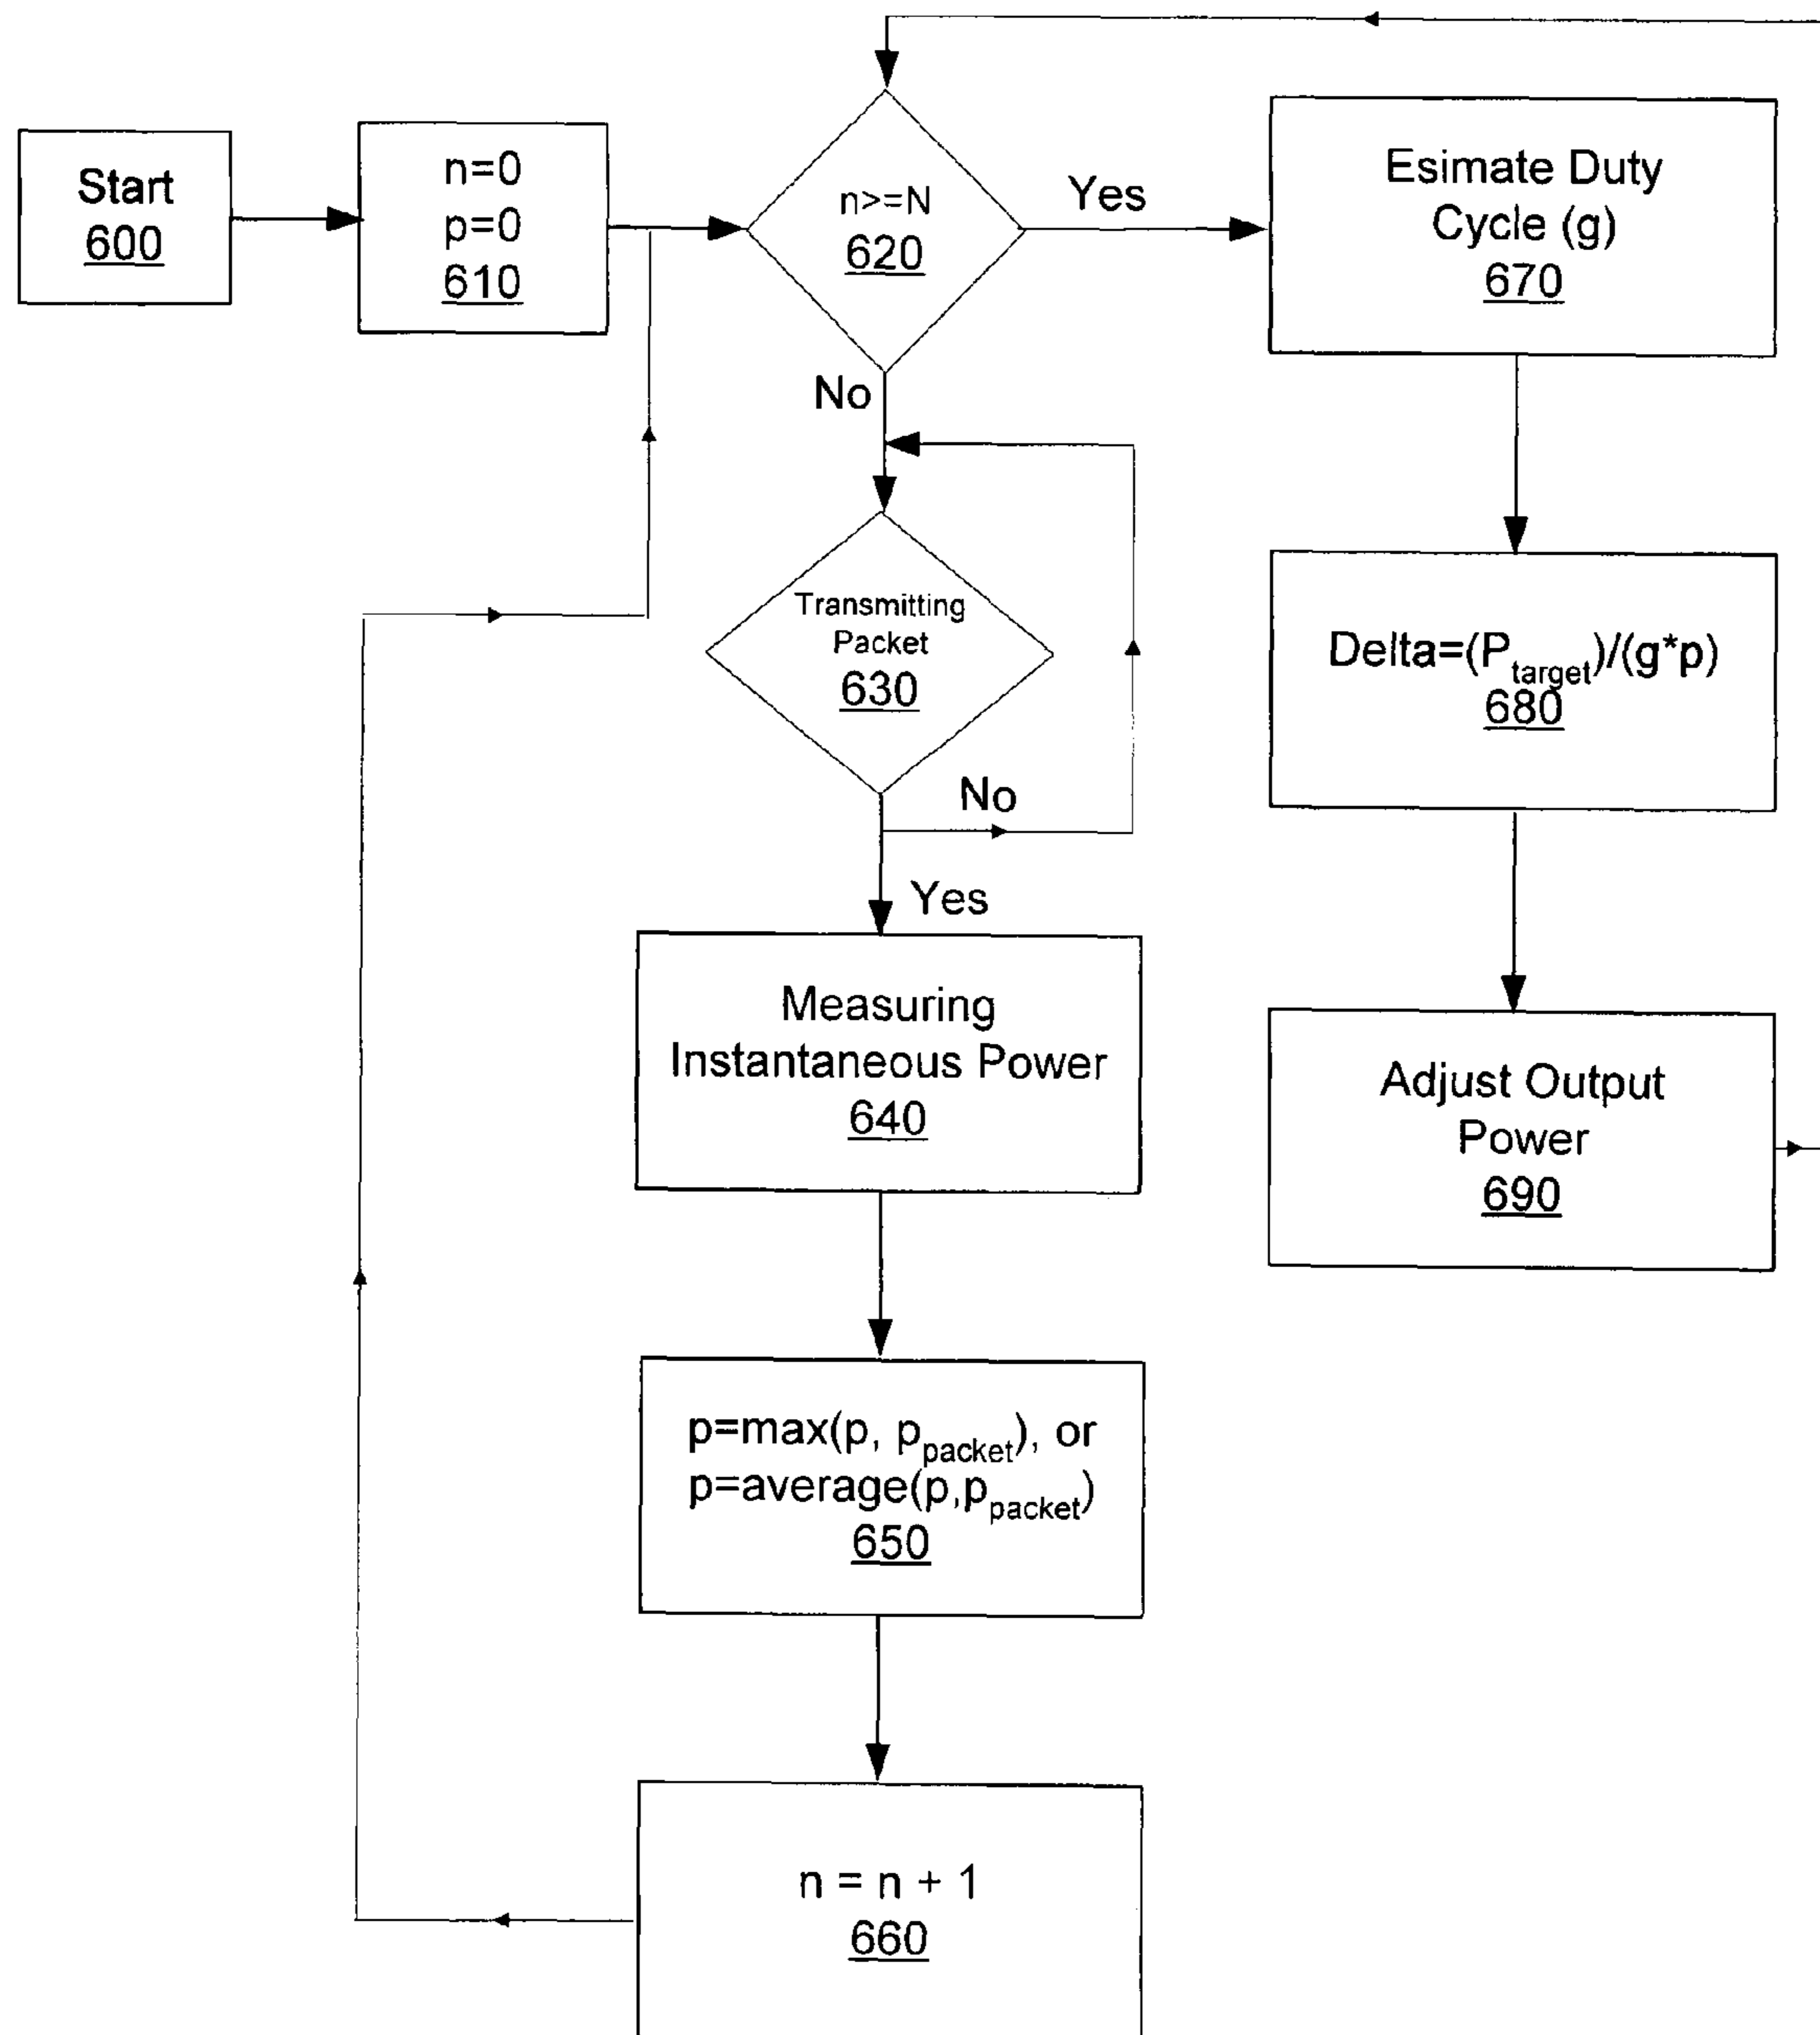 Start
600
n=0
p=0
610
n>=N
620
Yes
No
Esimate Duty
Cycle (g)
670
Transmitting
Packet
630
No
Yes
Delta=(Ptarget)/(g*p)
680
Measuring
Instantaneous Power
640
Adjust Output
Power
690
p=max(p, ppacket), or
p=average(p,ppacket)
650
n = n + 1
660